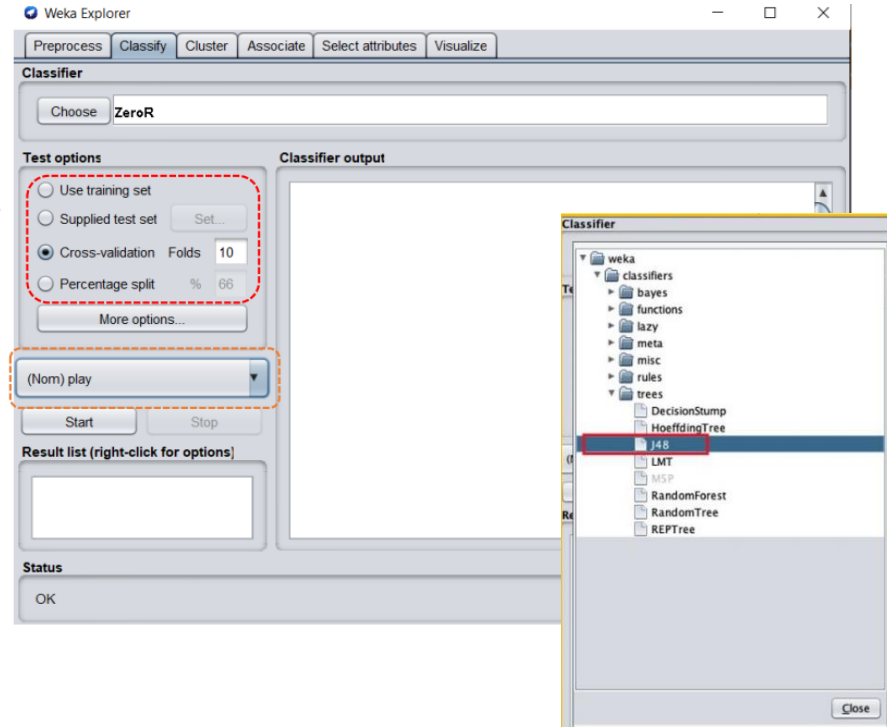 Weka Explorer
Preprocess Classify Cluster Associate Select attributes Visualize
Classifier
Choose ZeroR
Test options
Classifier output
Use training set
Supplied test set Set...
Cross-validation Folds 10
Percentage split % 66
More options...
(Nom) play
Start Stop
Result list (right-click for options)
Status
OK
Classifier
weka
classifiers
bayes
functions
lazy
meta
misc
rules
trees
DecisionStump
HoeffdingTree
J48
LMT
M5P
RandomForest
RandomTree
REPTree
Close